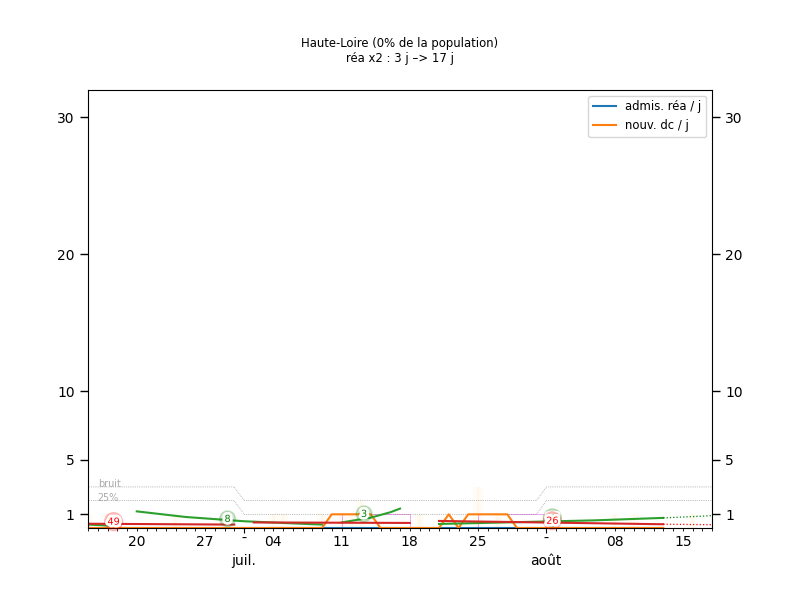 Haute-Loire (0% de la population)
réa x2 : 3 j –> 17 j
admis. réa / j
nouv. dc / j
30 30
20 20
10 10
5 5
bruit
25%
1 49 8 3 26 1
20 27 - 04 11 18 25 - 08 15
juil. août